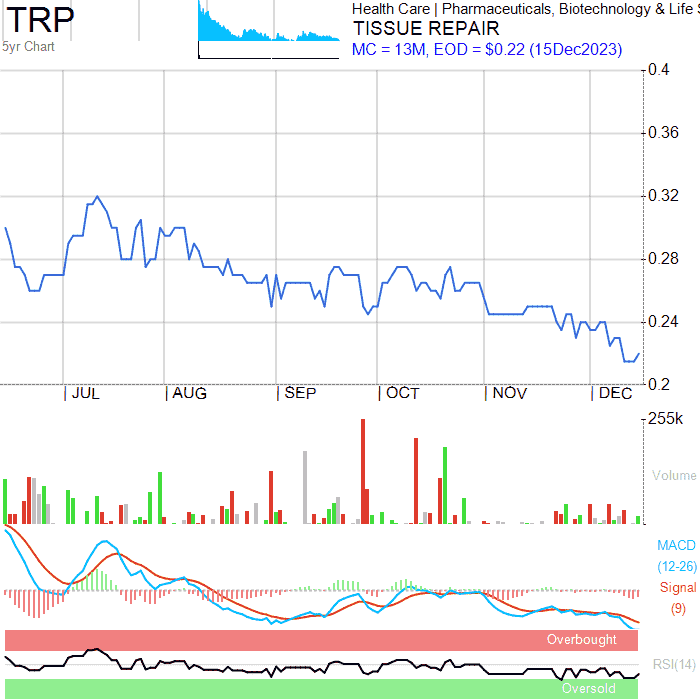 TRP
5yr Chart
Health Care | Pharmaceuticals, Biotechnology & Life S
TISSUE REPAIR
MC = 13M, EOD = $0.22 (15Dec2023)
0.4
0.36
0.32
0.28
0.24
0.2
JUL AUG SEP OCT NOV DEC
255k
Volume
MACD
(12-26)
Signal
(9)
Overbought
RSI(14)
Oversold